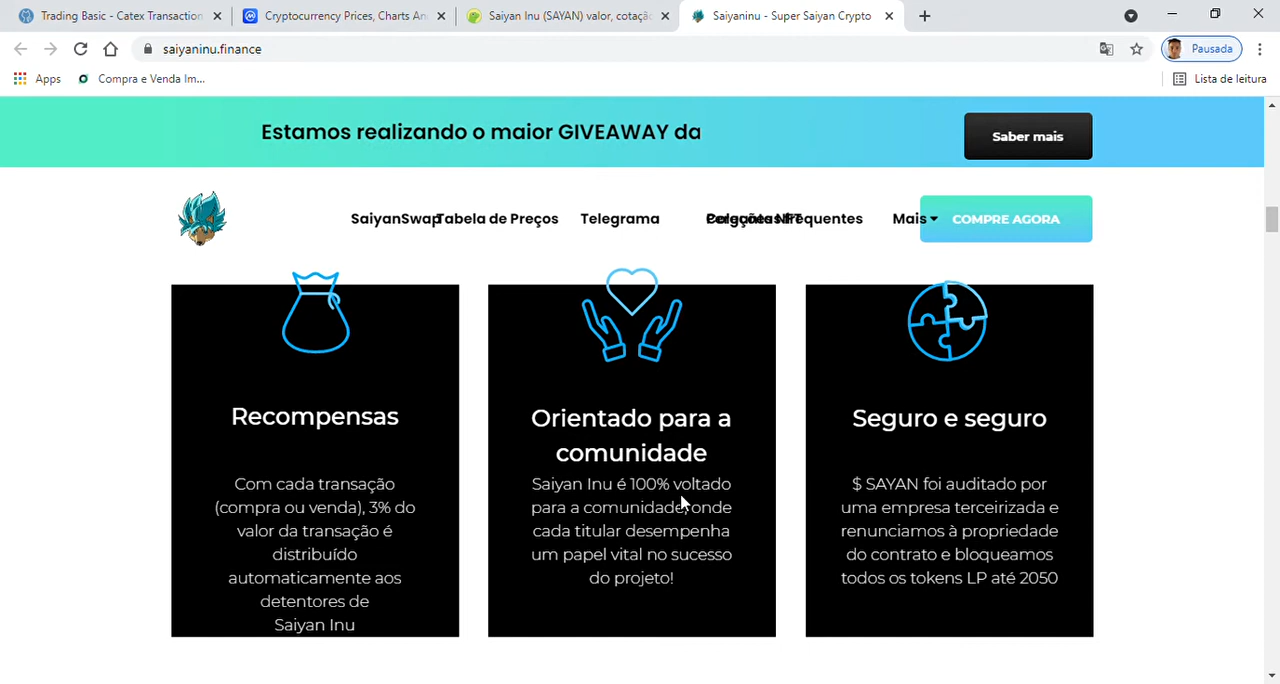 Trading Basic - Catex Transaction
Cryptocurrency Prices, Charts An
Saiyan Inu (SAYAN) valor, cotaçã
Saiyaninu - Super Saiyan Crypto
saiyaninu.finance
Pausada
Apps
Compra e Venda Im...
Lista de leitura
Estamos realizando o maior GIVEAWAY da
Saber mais
SaiyanSwap
Tabela de Preços
Telegrama
Frequentes
Mais
COMPRE AGORA
Recompensas
Com cada transação
(compra ou venda), 3% do
valor da transação é
distribuído
automaticamente aos
detentores de
Saiyan Inu
Orientado para a
comunidade
Saiyan Inu é 100% voltado
para a comunidade, onde
cada titular desempenha
um papel vital no sucesso
do projeto!
Seguro e seguro
$ SAYAN foi auditado por
uma empresa terceirizada e
renunciamos à propriedade
do contrato e bloqueamos
todos os tokens LP até 2050